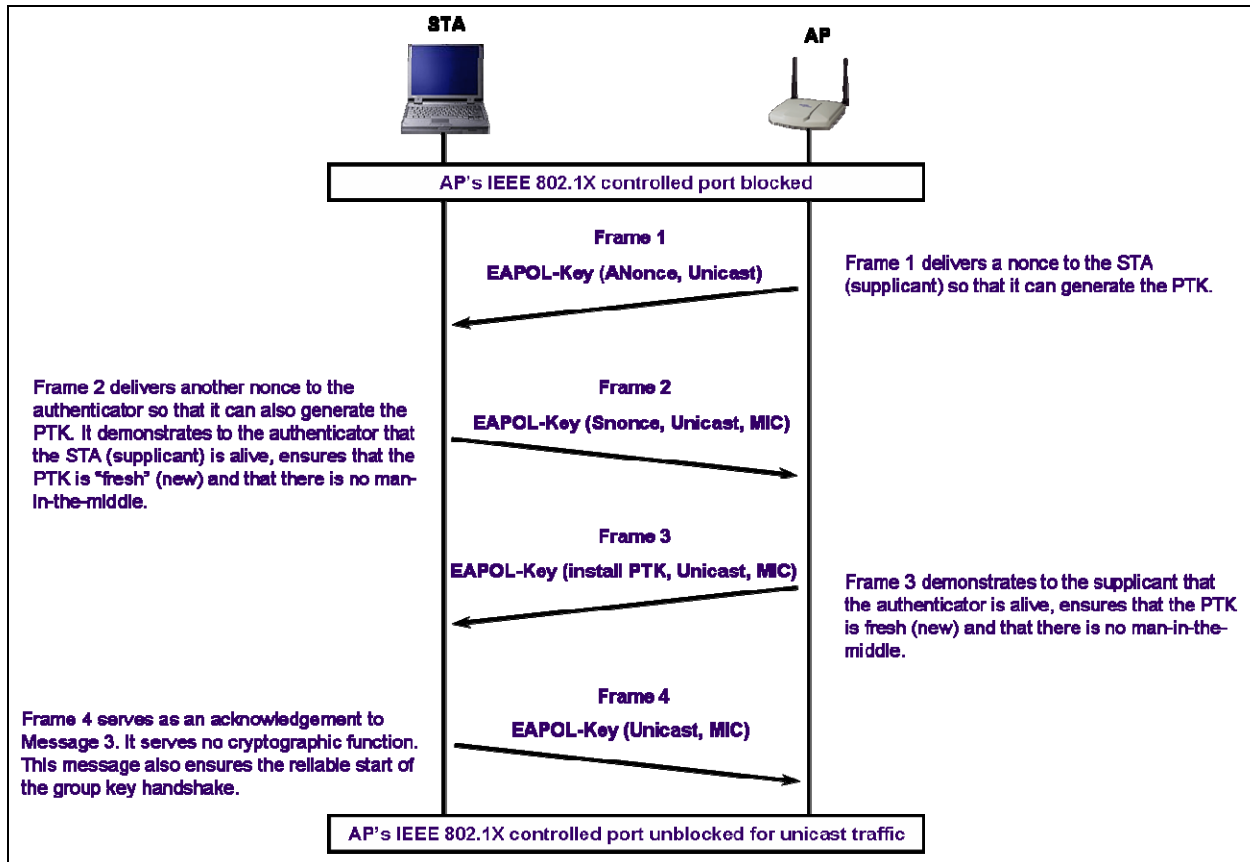 STA
AP
AP's IEEE 802.1X controlled port blocked
Frame 1
EAPOL-Key (ANonce, Unicast)
Frame 1 delivers a nonce to the STA
(supplicant) so that it can generate the PTK.
Frame 2 delivers another nonce to the
authenticator so that it can also generate the
PTK. It demonstrates to the authenticator that
the STA (supplicant) is alive, ensures that the
PTK is "fresh" (new) and that there is no man-
in-the-middle.
Frame 2
EAPOL-Key (Snonce, Unicast, MIC)
Frame 3
EAPOL-Key (install PTK, Unicast, MIC)
Frame 3 demonstrates to the supplicant that
the authenticator is alive, ensures that the PTK
is fresh (new) and that there is no man-in-the-
middle.
Frame 4 serves as an acknowledgement to
Message 3. It serves no cryptographic function.
This message also ensures the reliable start of
the group key handshake.
Frame 4
EAPOL-Key (Unicast, MIC)
AP's IEEE 802.1X controlled port unblocked for unicast traffic